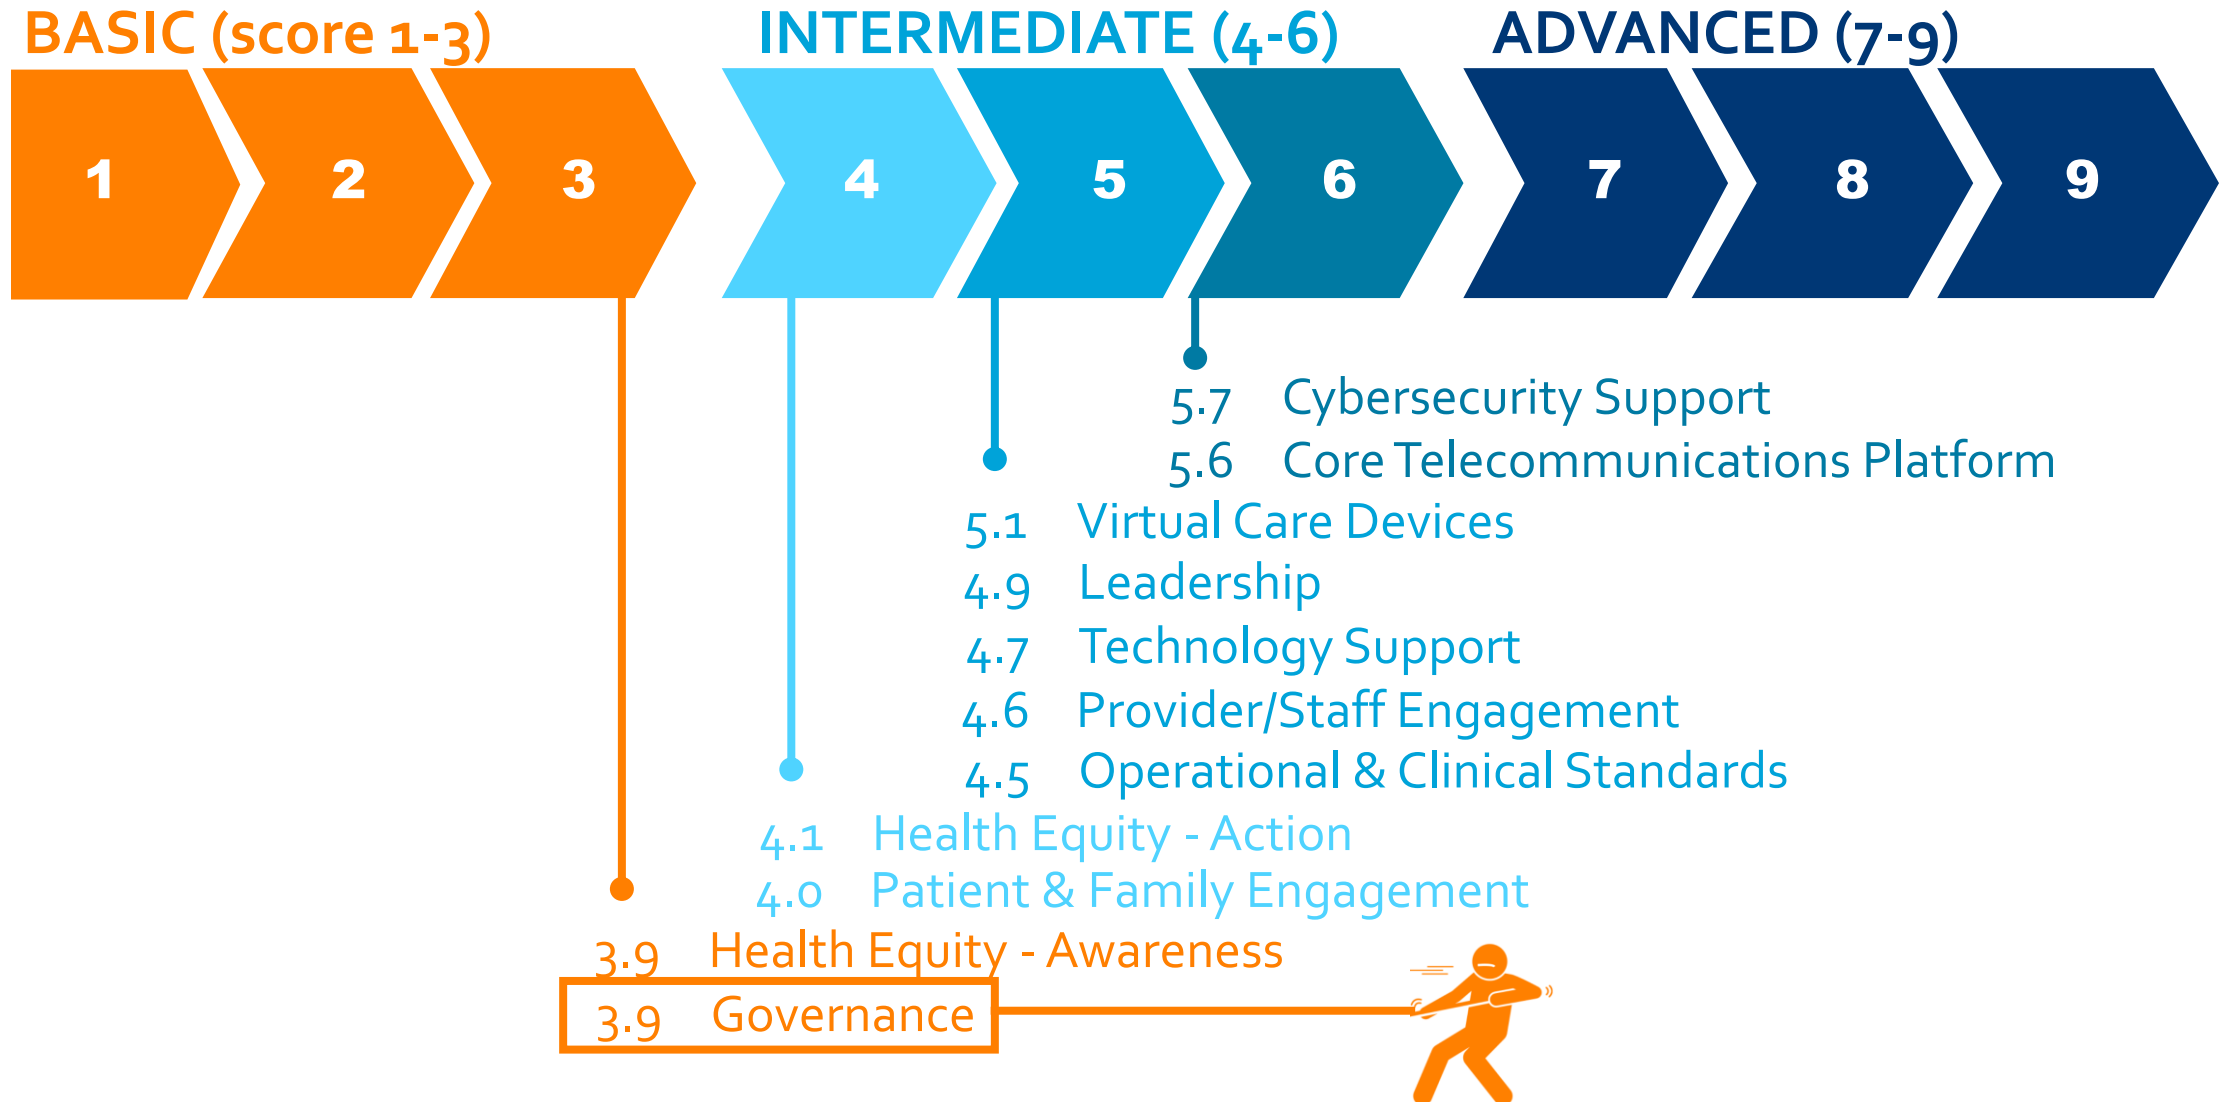 BASIC (score 1-3) INTERMEDIATE (4-6) ADVANCED (7-9)
1 2 3 4 5 6 7 8 9
5.7 Cybersecurity Support
5.6 Core Telecommunications Platform
5.1 Virtual Care Devices
4.9 Leadership
4.7 Technology Support
4.6 Provider/Staff Engagement
4.5 Operational & Clinical Standards
4.1 Health Equity - Action
4.0 Patient & Family Engagement
3.9 Health Equity - Awareness
3.9 Governance